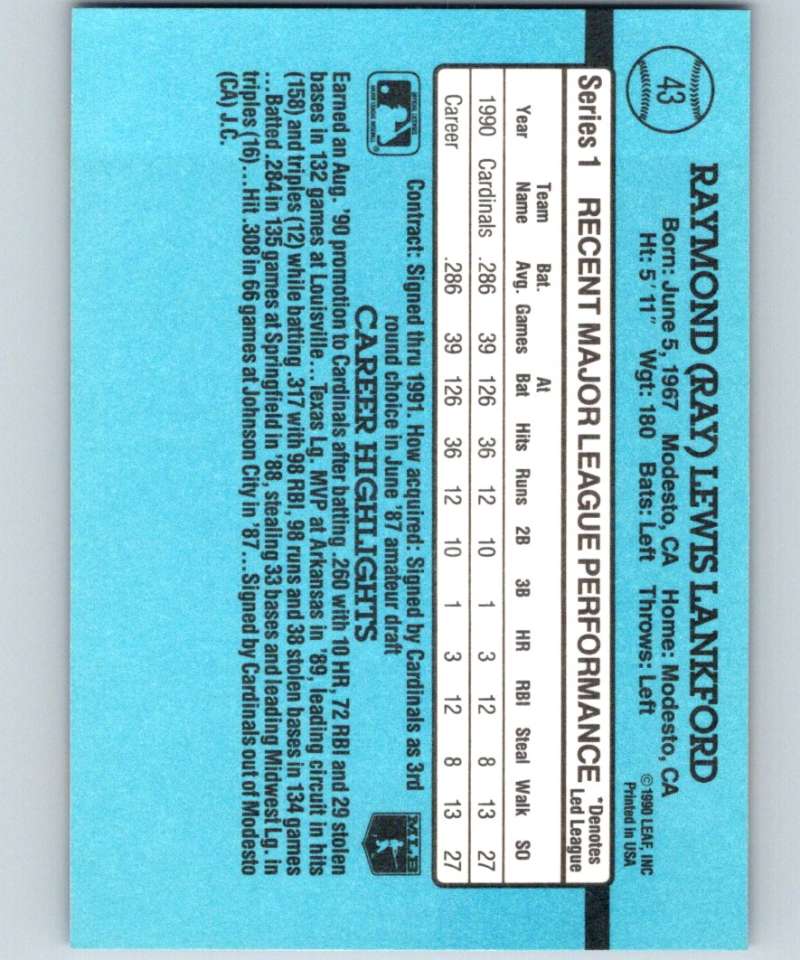 43
RAYMOND (RAY) LEWIS LANKFORD
Born: June 5, 1967 Modesto, CA Home: Modesto, CA
Ht: 5' 11" Wgt: 180 Bats: Left Throws: Left
©1990 LEAF, INC
Printed in USA
Series 1 RECENT MAJOR LEAGUE PERFORMANCE *Denotes Led League
Year Team Name Bat. Avg. Games At Bat Hits Runs 2B 3B HR RBI Steal Walk SO
1990 Cardinals .286 39 126 36 12 10 1 3 12 8 13 27
Career .286 39 126 36 12 10 1 3 12 8 13 27
Contract: Signed thru 1991. How acquired: Signed by Cardinals as 3rd
round choice in June '87 amateur draft
MLB
CAREER HIGHLIGHTS
Earned an Aug. '90 promotion to Cardinals after batting .260 with 10 HR, 72 RBI and 29 stolen
bases in 132 games at Louisville...Texas Lg. MVP at Arkansas in '89, leading circuit in hits
(158) and triples (12) while batting .317 with 98 RBI, 98 runs and 38 stolen bases in 134 games
...Batted .284 in 135 games at Springfield in '88, stealing 33 bases and leading Midwest Lg. in
triples (16)...Hit .308 in 66 games at Johnson City in '87...Signed by Cardinals out of Modesto
(CA) J.C.